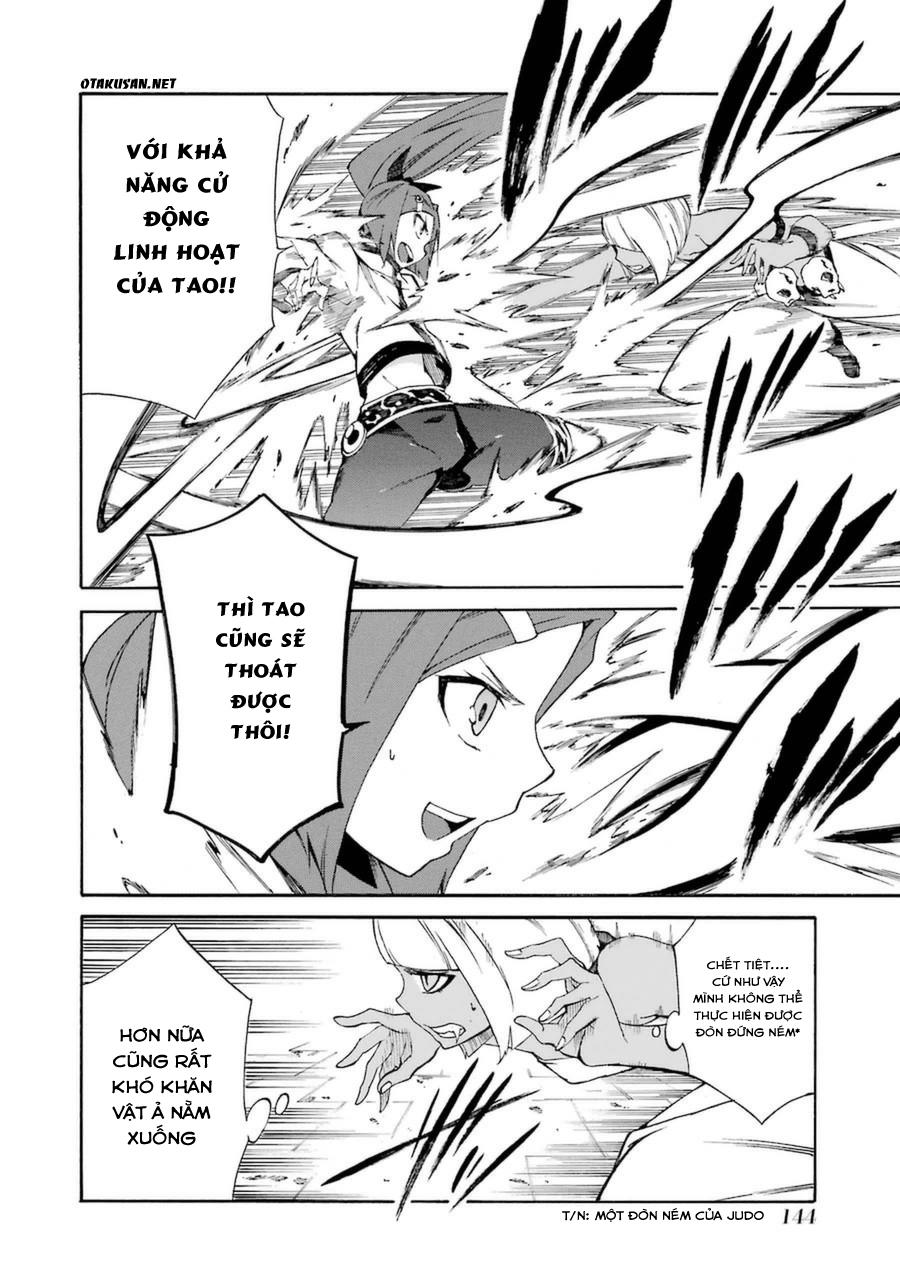 OTAKUSAN.NET
VỚI KHẢ
NĂNG CỬ
ĐỘNG
LINH HOẠT
CỦA TAO!!
THÌ TAO
CŨNG SẼ
THOÁT
ĐƯỢC
THÔI!
CHẾT TIỆT....
CỨ NHƯ VẬY
MÌNH KHÔNG THỂ
THỰC HIỆN ĐƯỢC
ĐÒN ĐỨNG NÉM*
HƠN NỮA
CŨNG RẤT
KHÓ KHĂN
VẬT Ả NẰM
XUỐNG
T/N: MỘT ĐÒN NÉM CỦA JUDO
144